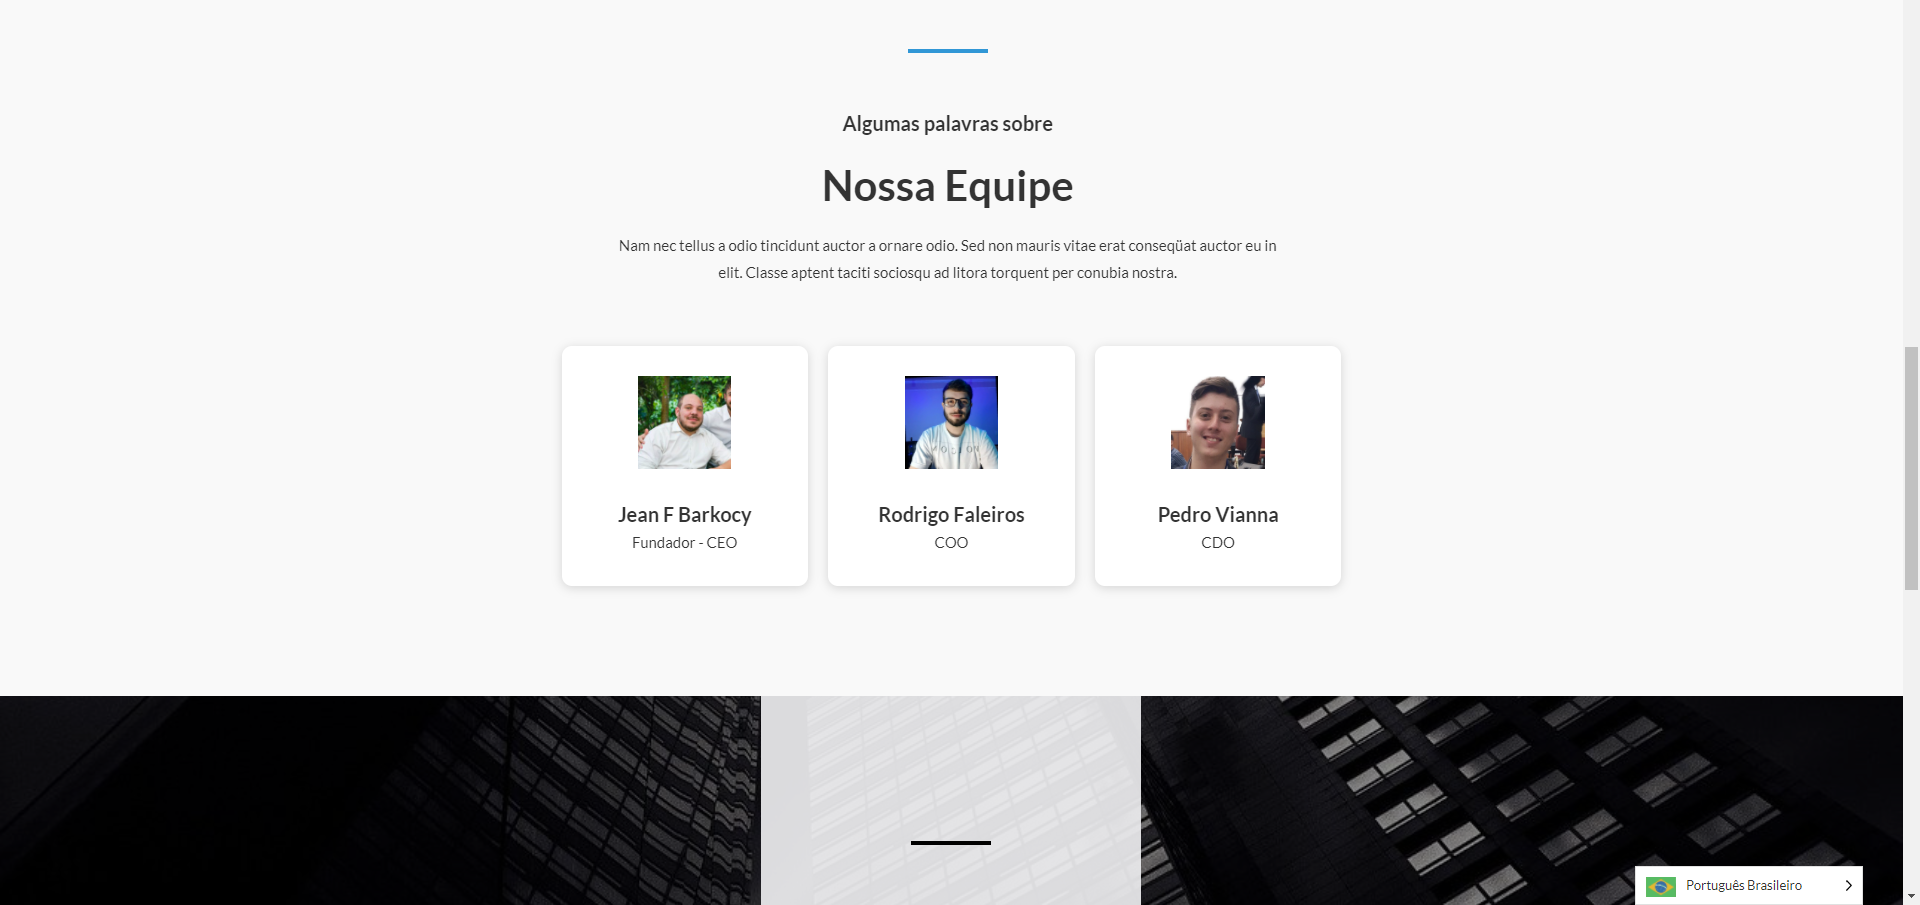 Algumas palavras sobre
Nossa Equipe
Nam nec tellus a odio tincidunt auctor a ornare odio. Sed non mauris vitae erat conseqüat auctor eu in
elit. Classe aptent taciti sociosqu ad litora torquent per conubia nostra.
MOTION
Jean F Barkocy
Fundador - CEO
Rodrigo Faleiros
COO
Pedro Vianna
CDO
Português Brasileiro